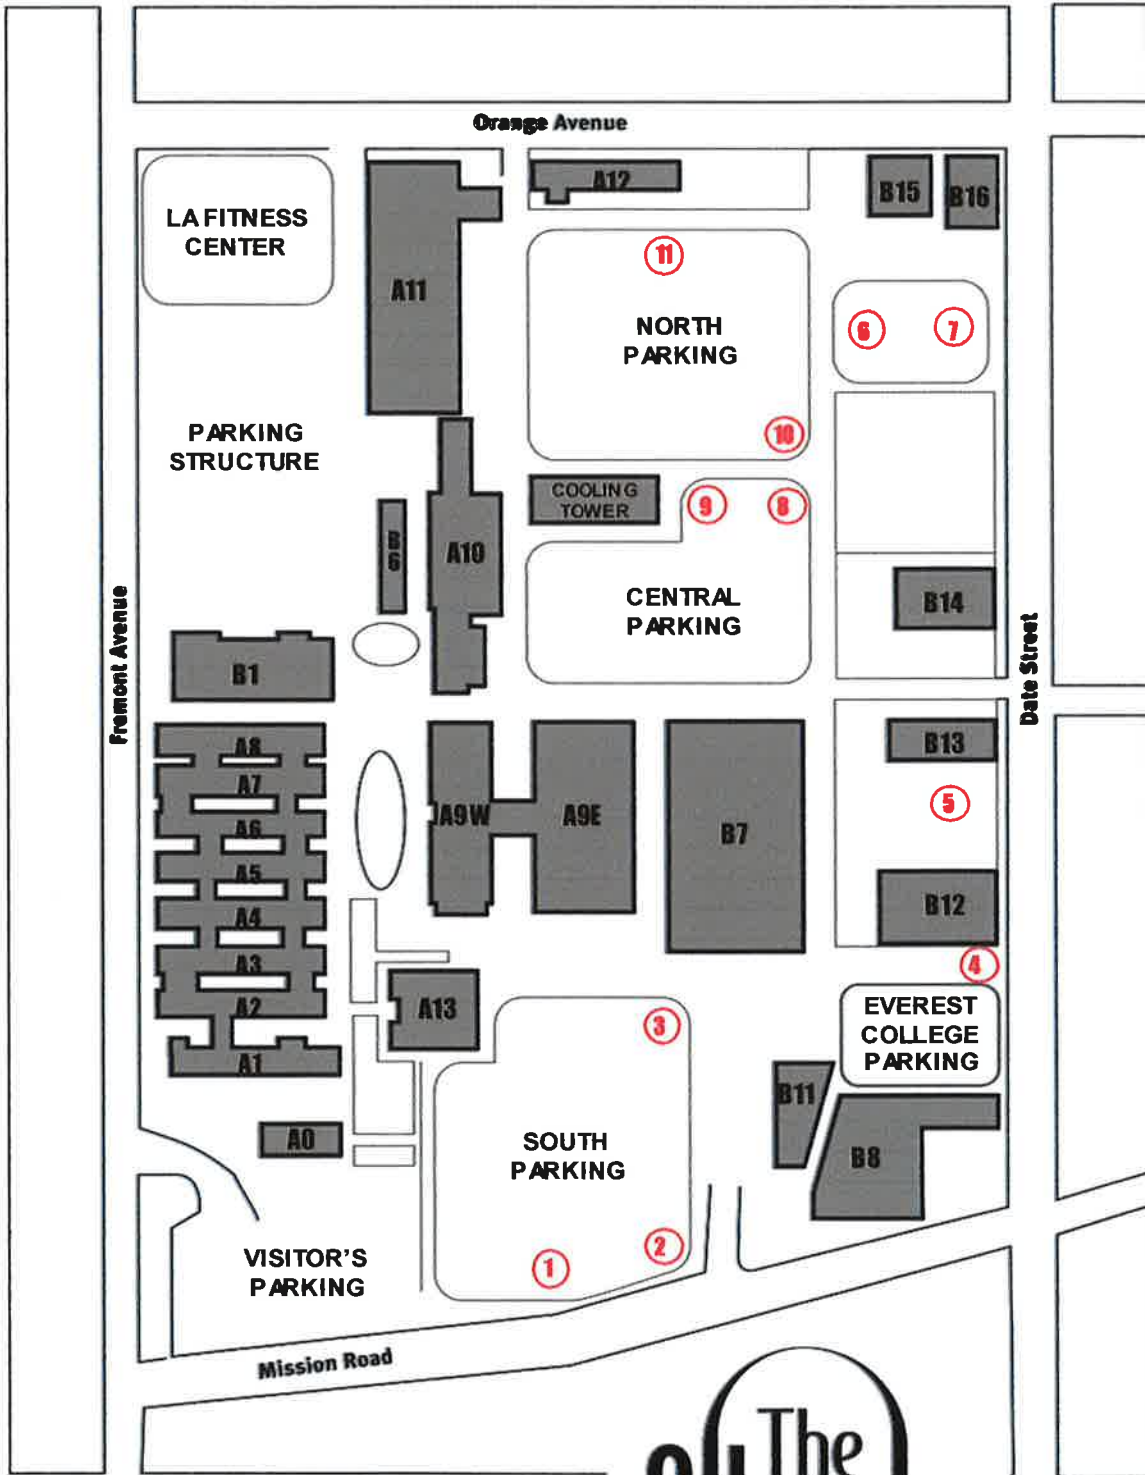 Orange Avenue
LA FITNESS
CENTER
A12
B15
B16
A11
11
NORTH
PARKING
6
7
PARKING
STRUCTURE
10
COOLING
TOWER
9
8
A10
CENTRAL
PARKING
B14
Fremont Avenue
Date Street
B1
A8
A7
A6
A5
A4
A3
A2
A1
A9W
A9E
B7
B13
5
B12
4
A13
3
EVEREST
COLLEGE
PARKING
B11
B8
A0
SOUTH
PARKING
VISITOR'S
PARKING
1
2
Mission Road
The